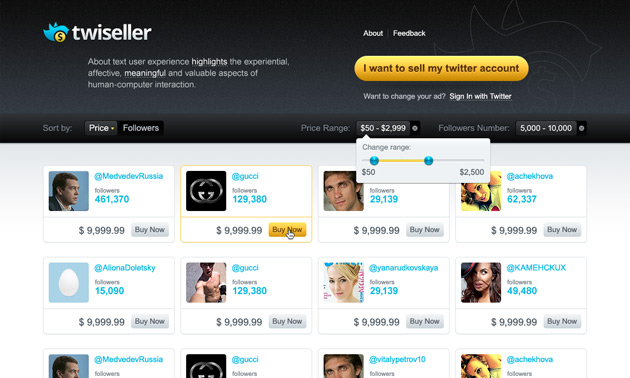 twiseller
About | Feedback
About text user experience highlights the experiential,
affective, meaningful and valuable aspects of
human-computer interaction.
I want to sell my twitter account
Want to change your ad? Sign In with Twitter
Sort by: Price Followers Price Range: $50 - $2,999 Followers Number: 5,000 - 10,000
Change range:
$50 $2,500
@MedvedevRussia
followers
461,370
$ 9,999.99 Buy Now
@gucci
followers
129,380
$ 9,999.99 Buy Now
followers
29,139
$ 9,999.99 Buy Now
@achekhova
followers
62,337
$ 9,999.99 Buy Now
@AlionaDoletsky
followers
15,090
$ 9,999.99 Buy Now
@gucci
followers
129,380
$ 9,999.99 Buy Now
@yanarudkovskaya
followers
29,139
$ 9,999.99 Buy Now
@KAMEHCKUX
followers
49,480
$ 9,999.99 Buy Now
@MedvedevRussia
followers
@gucci
followers
@vitalypetrov10
followers
@achekhova
followers